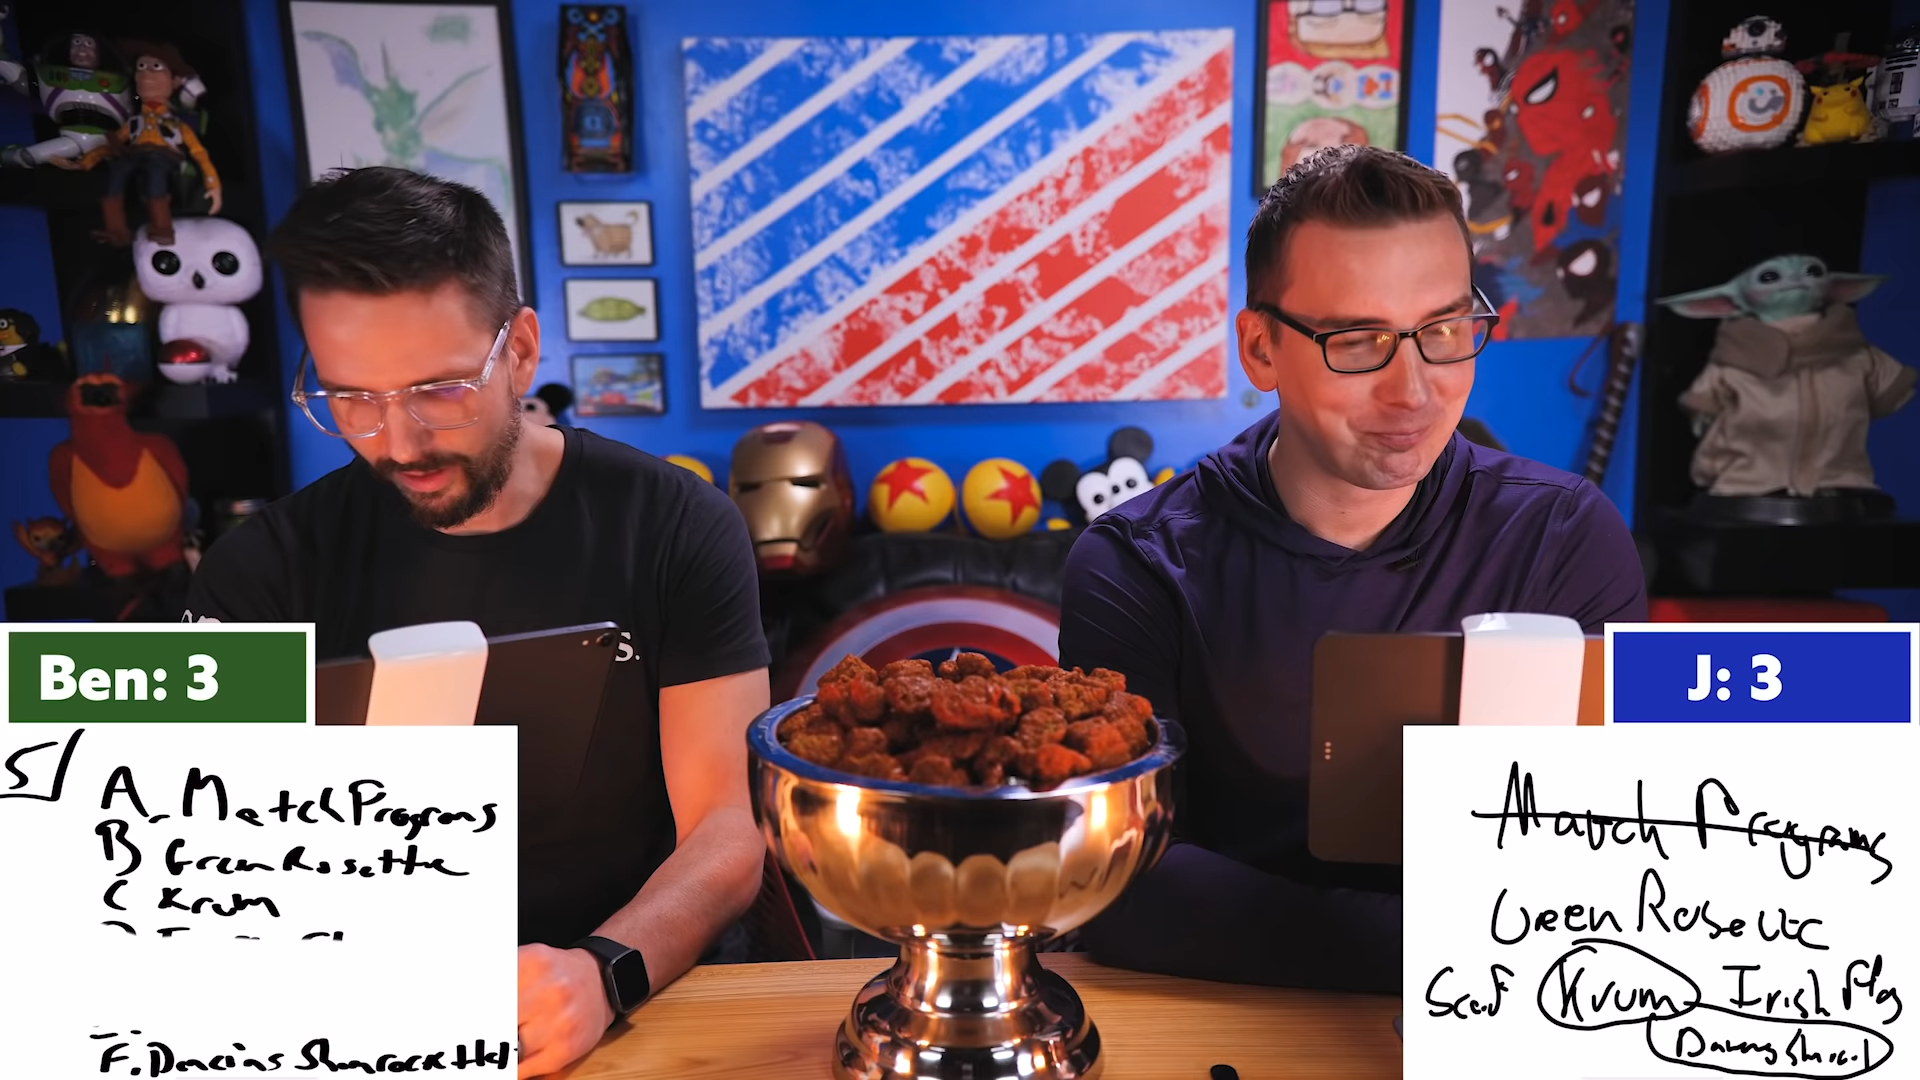 Ben: 3
J: 3
5
A. Match Programs
B Green Rosette
C Krum
F. Dancing Shamrock Hat
Match Programs
Green Rosette
Scarf Krum Irish Flag
S.